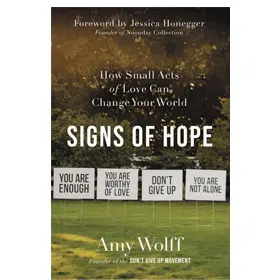 Foreword by Jessica Honegger
Founder of Noonday Collection
How Small Acts
of Love Can
Change Your World
SIGNS OF HOPE
YOU ARE
ENOUGH
YOU ARE
WORTHY
OF LOVE
DON'T
GIVE UP
YOU ARE
NOT ALONE
Amy Wolff
Founder of the DON'T GIVE UP MOVEMENT